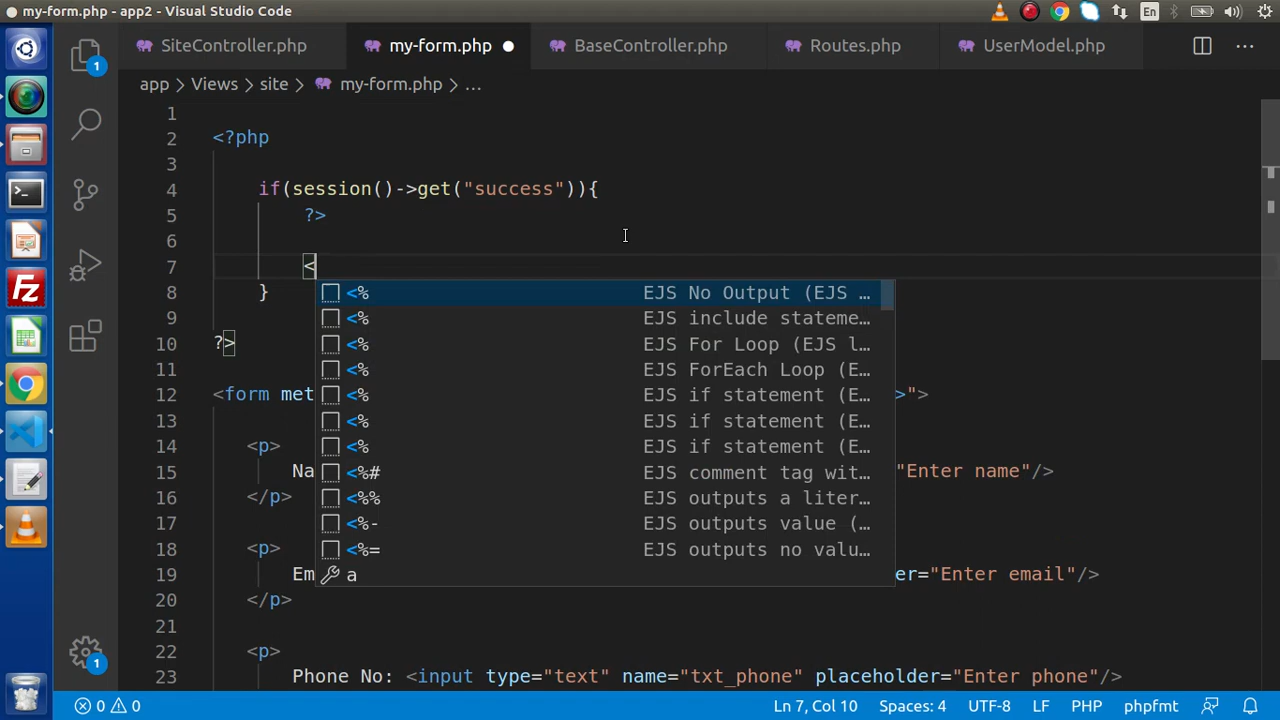 my-form.php - app2 - Visual Studio Code
En
SiteController.php
my-form.php
BaseController.php
Routes.php
UserModel.php
app > Views > site > my-form.php > …
1
2 <?php
3
4 if(session()->get("success")){
5 ?>
6
7 <
8 }
9
10 ?>
11
12 <form met >">
13
14 <p>
15 Na "Enter name"/>
16 </p>
17
18 <p>
19 Em er="Enter email"/>
20 </p>
21
22 <p>
23 Phone No: <input type="text" name="txt_phone" placeholder="Enter phone"/>
<% EJS No Output (EJS …
<% EJS include stateme…
<% EJS For Loop (EJS l…
<% EJS ForEach Loop (E…
<% EJS if statement (E…
<% EJS if statement (E…
<% EJS if statement (E…
<%# EJS comment tag wit…
<%% EJS outputs a liter…
<%- EJS outputs value (…
<%= EJS outputs no valu…
a
1
1
FZ
0 0
Ln 7, Col 10
Spaces: 4
UTF-8
LF
PHP
phpfmt